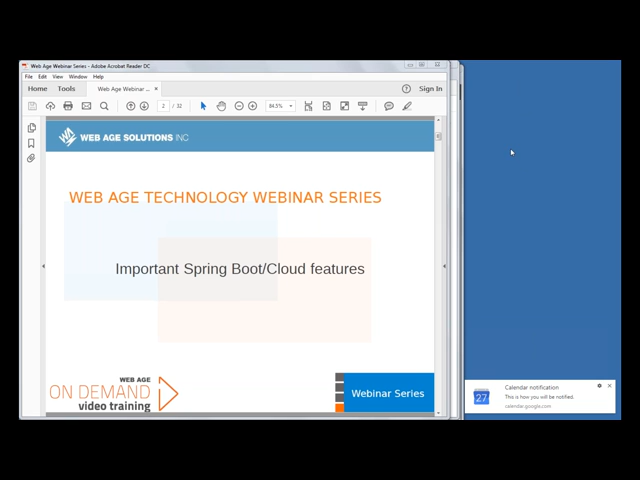 Web Age Webinar Series - Adobe Acrobat Reader DC
File Edit View Window Help
Home Tools Web Age Webinar ... × Sign In
2 / 32 84.5%
WEB AGE SOLUTIONS INC
WEB AGE TECHNOLOGY WEBINAR SERIES
Important Spring Boot/Cloud features
WEB AGE
ON DEMAND
video training
Webinar Series
Calendar notification
27
This is how you will be notified.
calendar.google.com